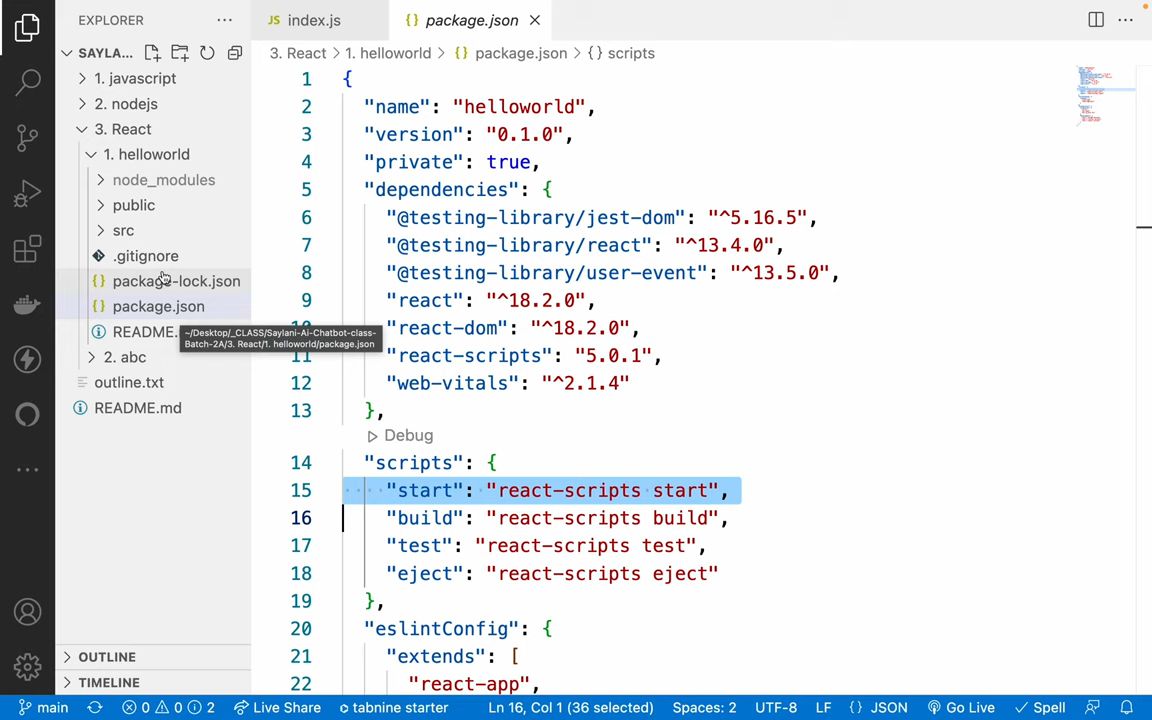 EXPLORER
index.js
package.json
SAYLA...
3. React > 1. helloworld > {} package.json > {} scripts
1. javascript
2. nodejs
3. React
1. helloworld
node_modules
public
src
.gitignore
package-lock.json
package.json
README.
~/Desktop/_CLASS/Saylani-Ai-Chatbot-class-
Batch-2A/3. React/1. helloworld/package.json
2. abc
outline.txt
README.md
OUTLINE
TIMELINE
1 {
2 "name": "helloworld",
3 "version": "0.1.0",
4 "private": true,
5 "dependencies": {
6 "@testing-library/jest-dom": "^5.16.5",
7 "@testing-library/react": "^13.4.0",
8 "@testing-library/user-event": "^13.5.0",
9 "react": "^18.2.0",
10 "react-dom": "^18.2.0",
11 "react-scripts": "5.0.1",
12 "web-vitals": "^2.1.4"
13 },
Debug
14 "scripts": {
15 "start": "react-scripts start",
16 "build": "react-scripts build",
17 "test": "react-scripts test",
18 "eject": "react-scripts eject"
19 },
20 "eslintConfig": {
21 "extends": [
22 "react-app",
main 0 0 2 Live Share tabnine starter Ln 16, Col 1 (36 selected) Spaces: 2 UTF-8 LF {} JSON Go Live Spell